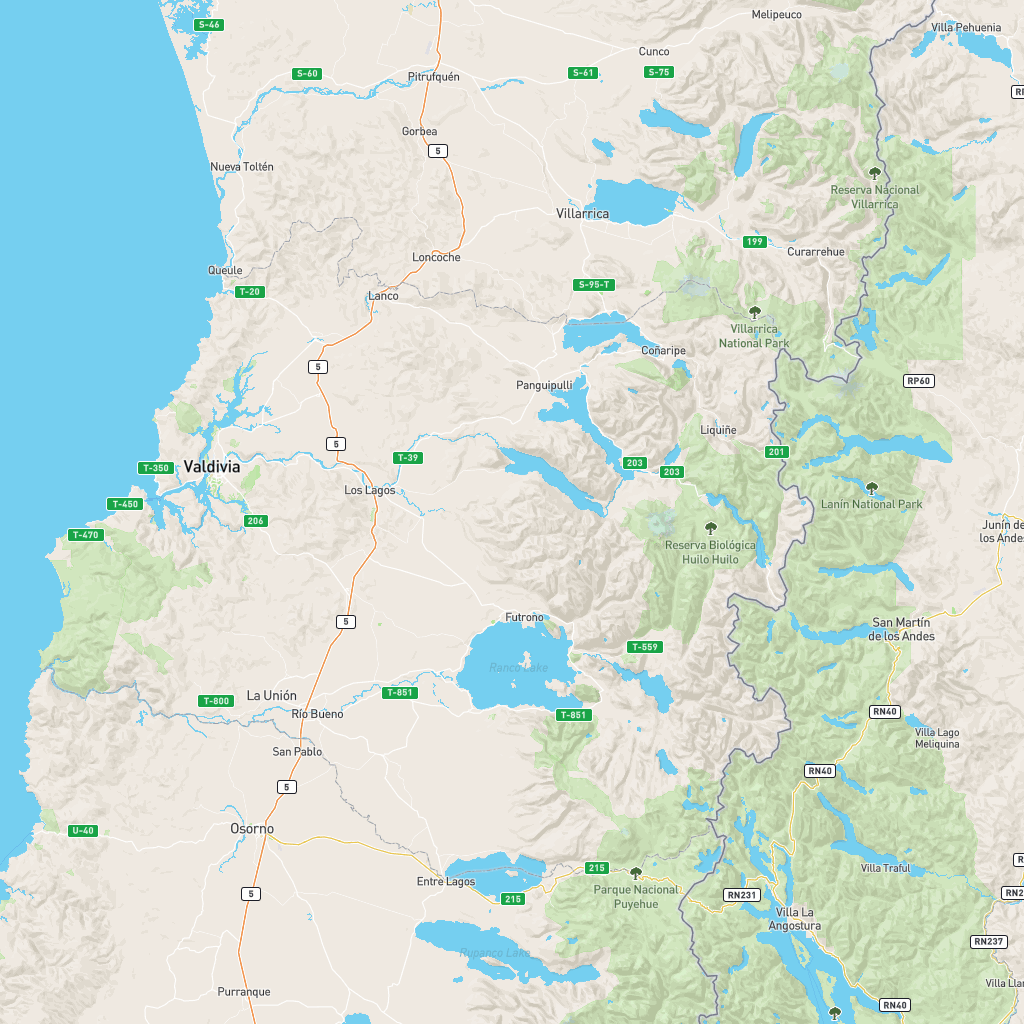 S-46
Melipeuco
Villa Pehuenia
Cunco
S-60
Pitrufquén
S-61
S-75
Gorbea
5
Nueva Toltén
Reserva Nacional
Villarrica
Villarrica
199
Curarrehue
Loncoche
Queule
T-20
Lanco
S-95-T
Villarrica
National Park
Coñaripe
5
Panguipulli
RP60
Liquiñe
5
T-39
203
203
201
T-350
Valdivia
Los Lagos
Lanín National Park
T-450
206
T-470
Reserva Biológica
Huilo Huilo
Junín de
los Andes
Futrono
5
San Martín
de los Andes
T-559
Ranco Lake
La Unión
T-800
T-851
Río Bueno
T-851
RN40
San Pablo
Villa Lago
Meliquina
RN40
5
U-40
Osorno
Entre Lagos
215
215
Parque Nacional
Puyehue
Villa Traful
RN231
5
Villa La
Angostura
RN237
Rupanco Lake
Purranque
RN40